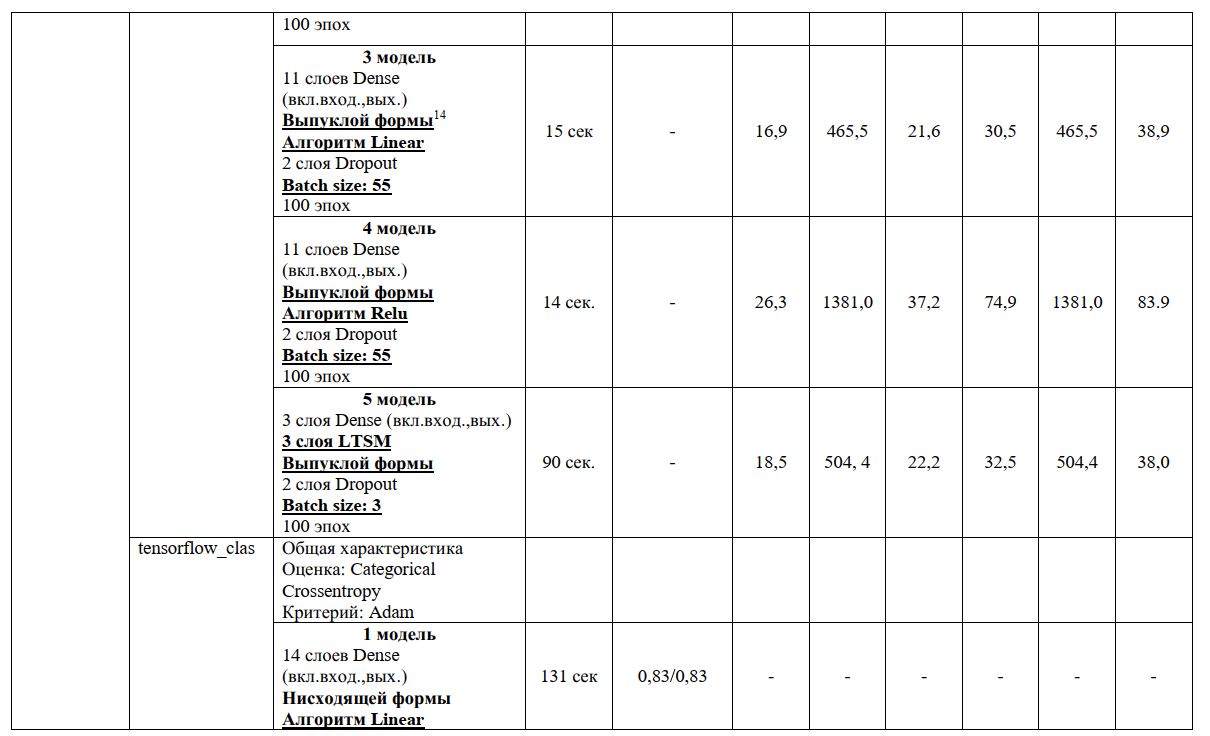 100 эпох
3 модель
11 слоев Dense
(вкл.вход.,вых.)
Выпуклой формы14
Алгоритм Linear
2 слоя Dropout
Batch size: 55
100 эпох
15 сек
-
16,9
465,5
21,6
30,5
465,5
38,9
4 модель
11 слоев Dense
(вкл.вход.,вых.)
Выпуклой формы
Алгоритм Relu
2 слоя Dropout
Batch size: 55
100 эпох
14 сек.
-
26,3
1381,0
37,2
74,9
1381,0
83.9
5 модель
3 слоя Dense (вкл.вход.,вых.)
3 слоя LTSM
Выпуклой формы
2 слоя Dropout
Batch size: 3
100 эпох
90 сек.
-
18,5
504, 4
22,2
32,5
504,4
38,0
tensorflow_clas
Общая характеристика
Оценка: Categorical
Crossentropy
Критерий: Adam
1 модель
14 слоев Dense
(вкл.вход.,вых.)
Нисходящей формы
Алгоритм Linear
131 сек
0,83/0,83
-
-
-
-
-
-